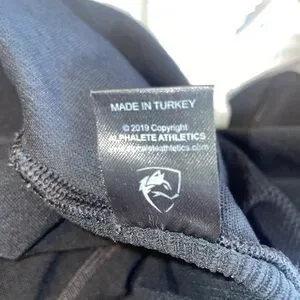 MADE IN TURKEY
© 2019 Copyright
ALPHALETE ATHLETICS